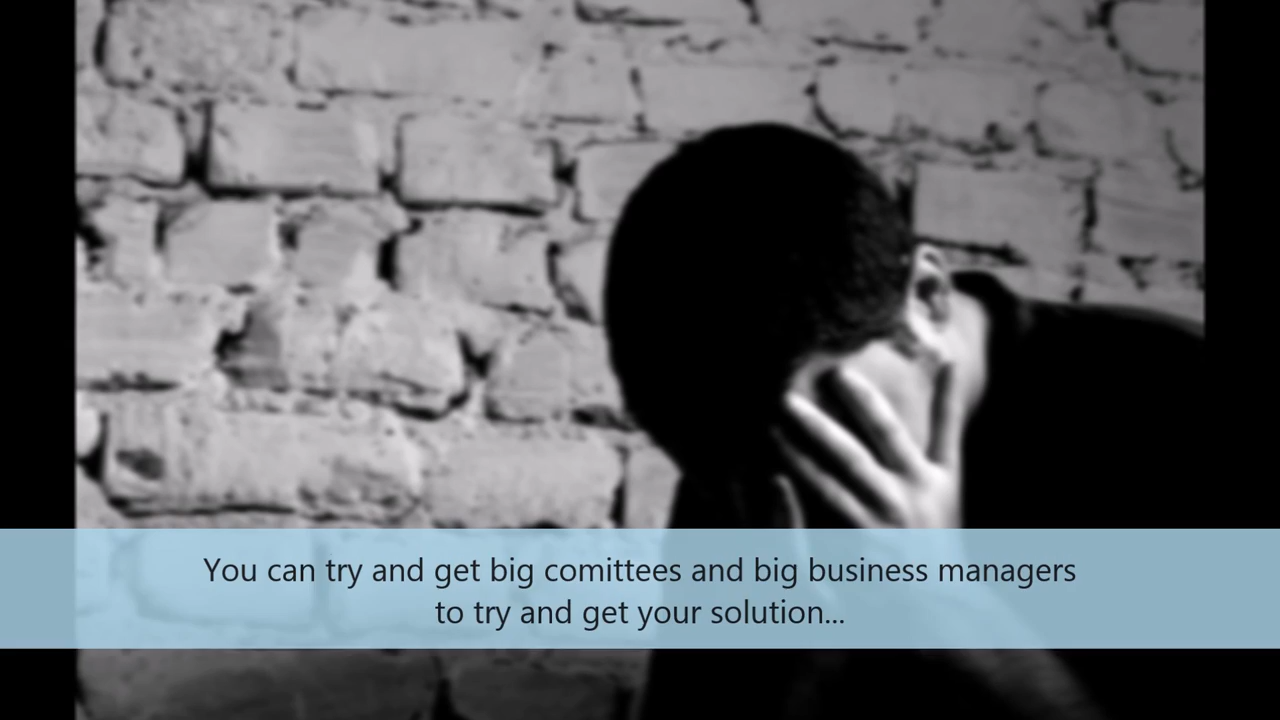 You can try and get big comittees and big business managers
to try and get your solution...